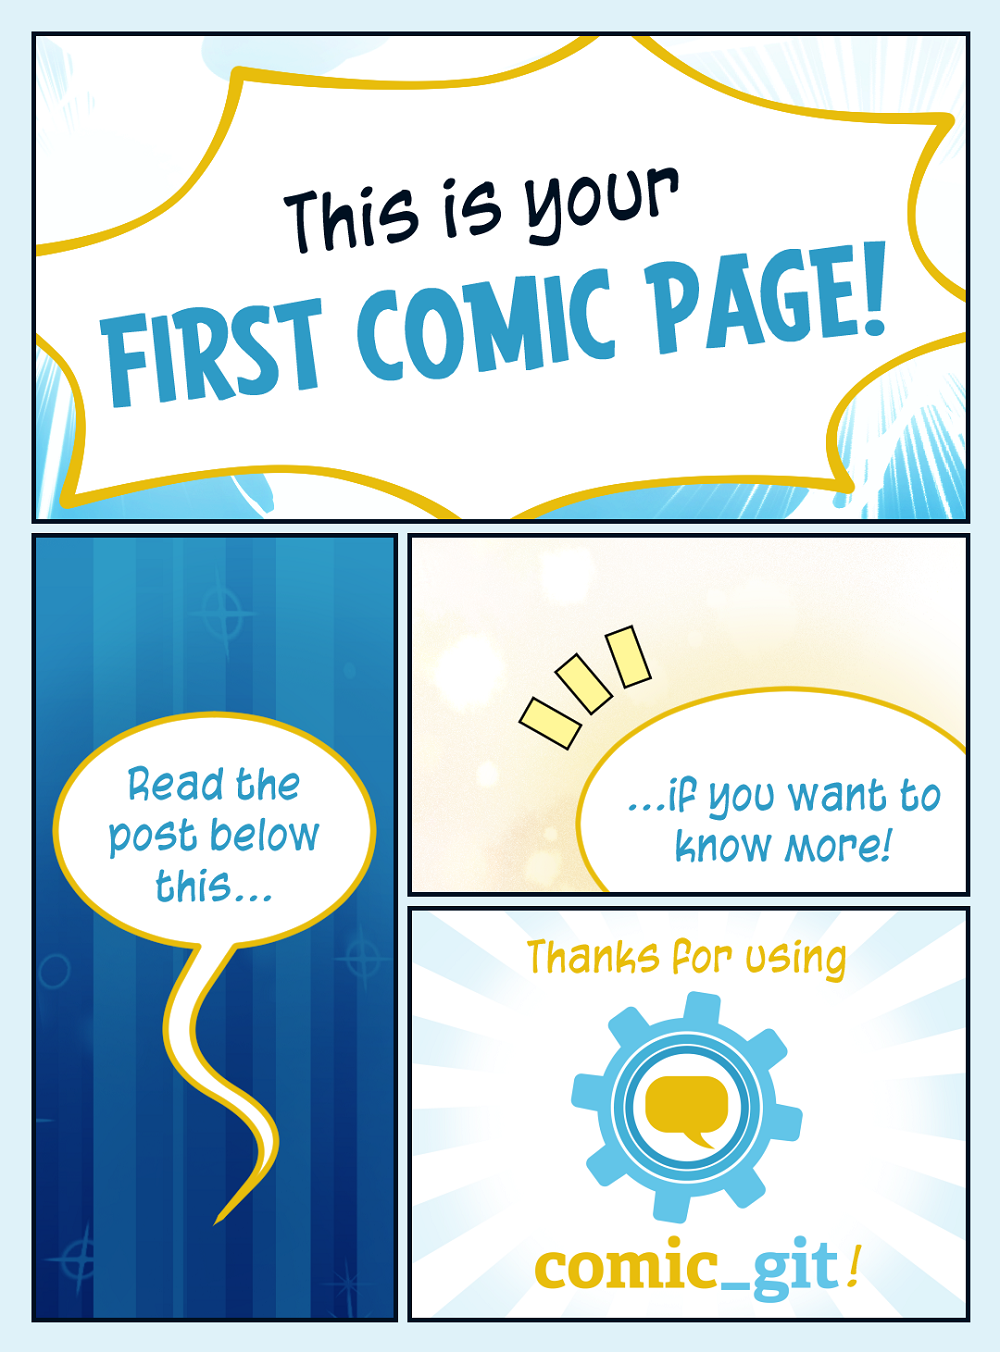 This is your
FIRST COMIC PAGE!
Read the
post below
this...
...if you want to
know more!
Thanks for using
comic_git!